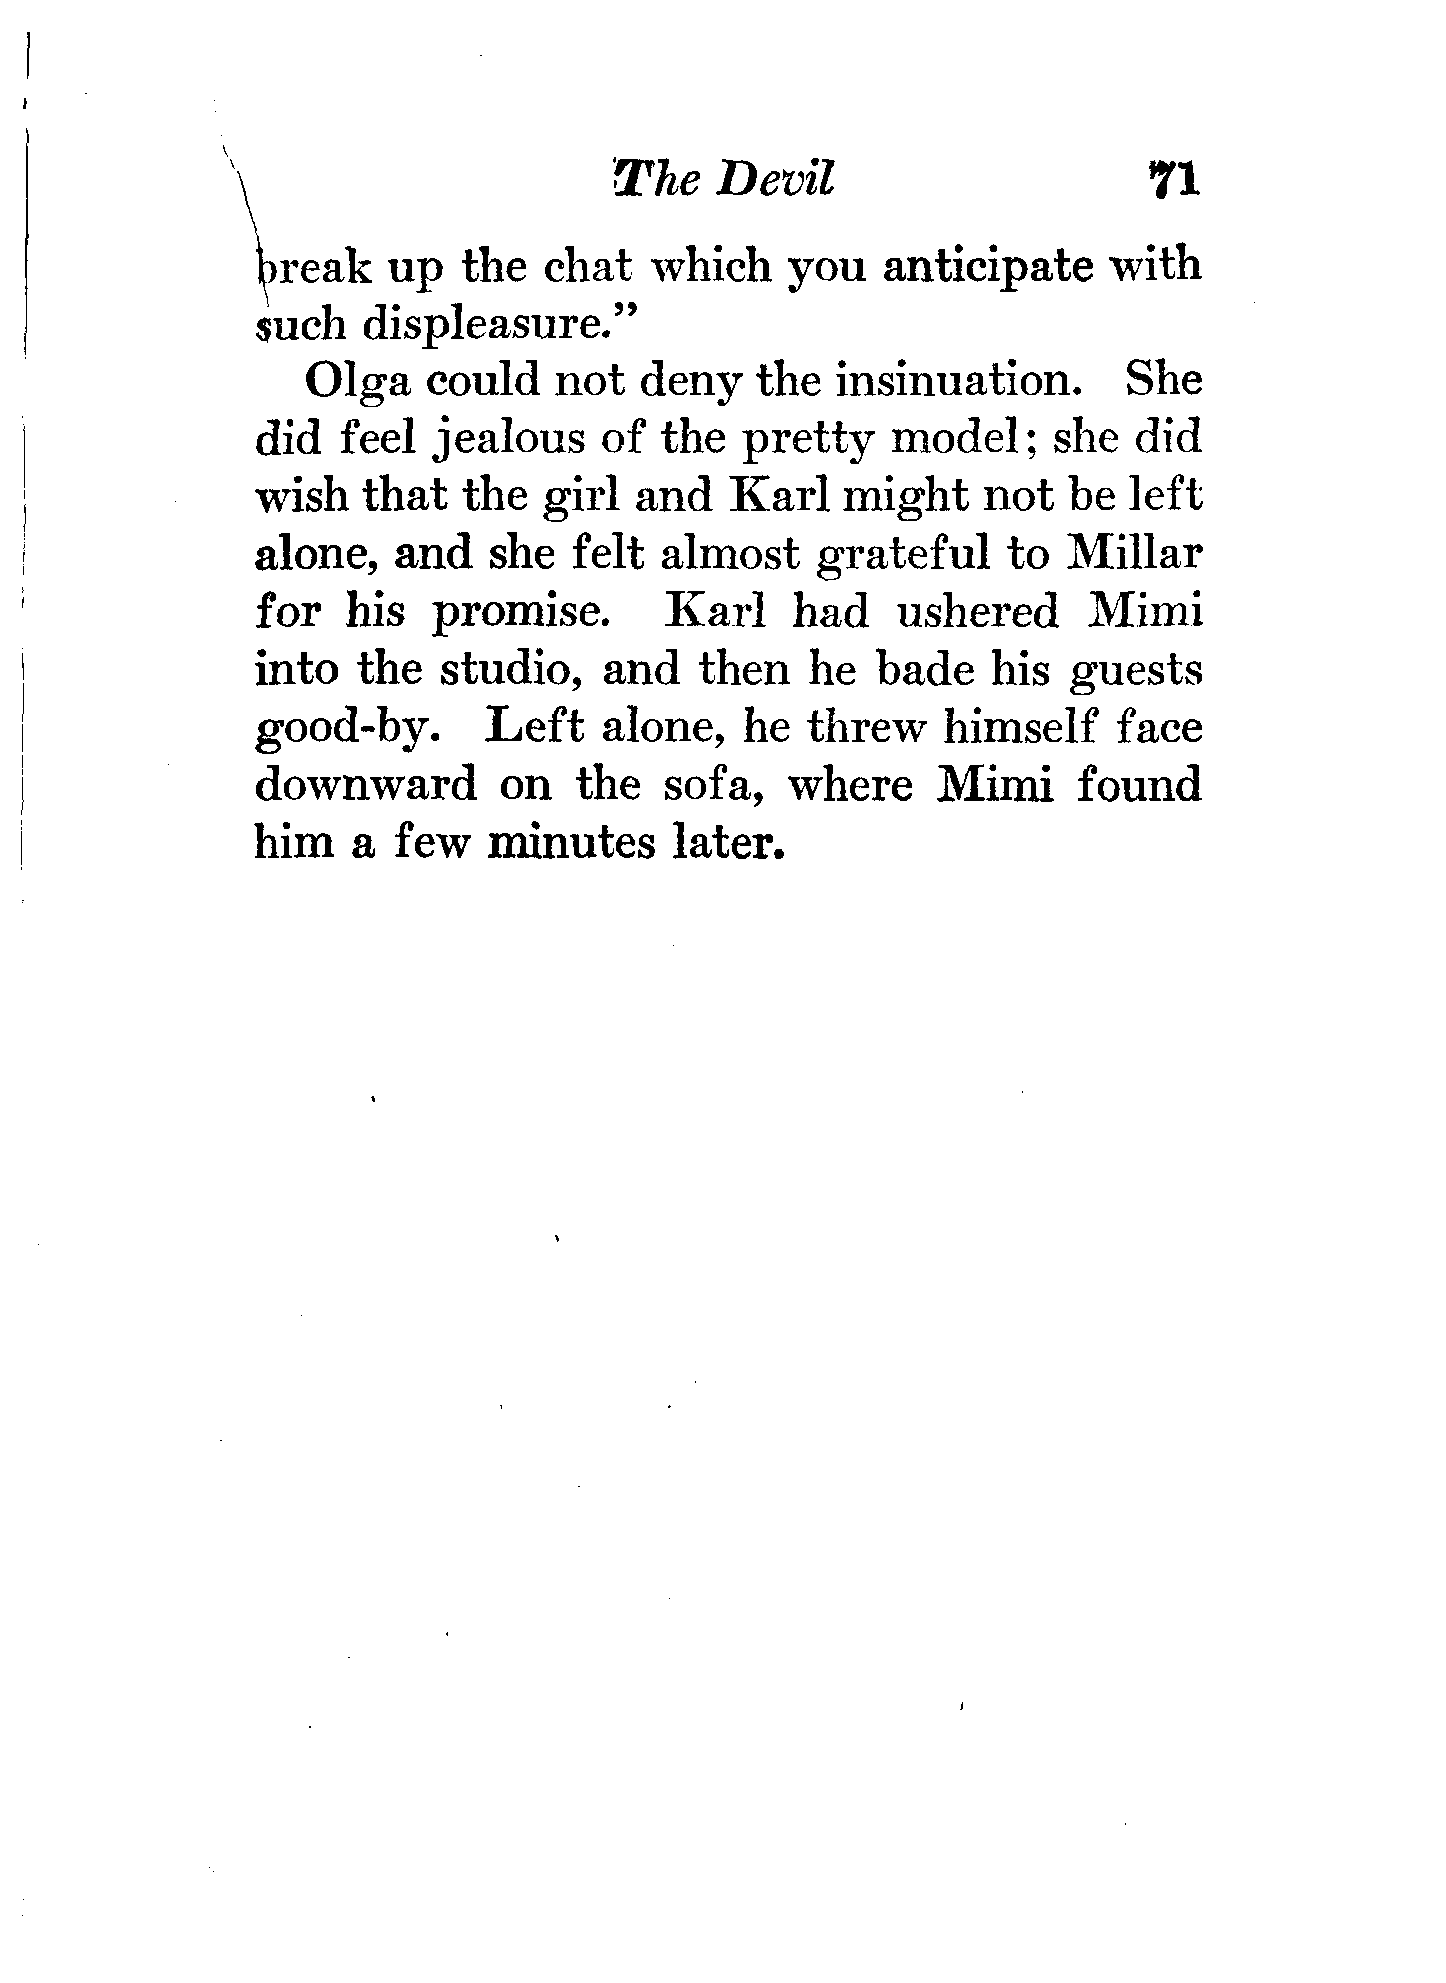 The Devil 71
break up the chat which you anticipate with
such displeasure.”
Olga could not deny the insinuation. She
did feel jealous of the pretty model; she did
wish that the girl and Karl might not be left
alone, and she felt almost grateful to Millar
for his promise. Karl had ushered Mimi
into the studio, and then he bade his guests
good-by. Left alone, he threw himself face
downward on the sofa, where Mimi found
him a few minutes later.